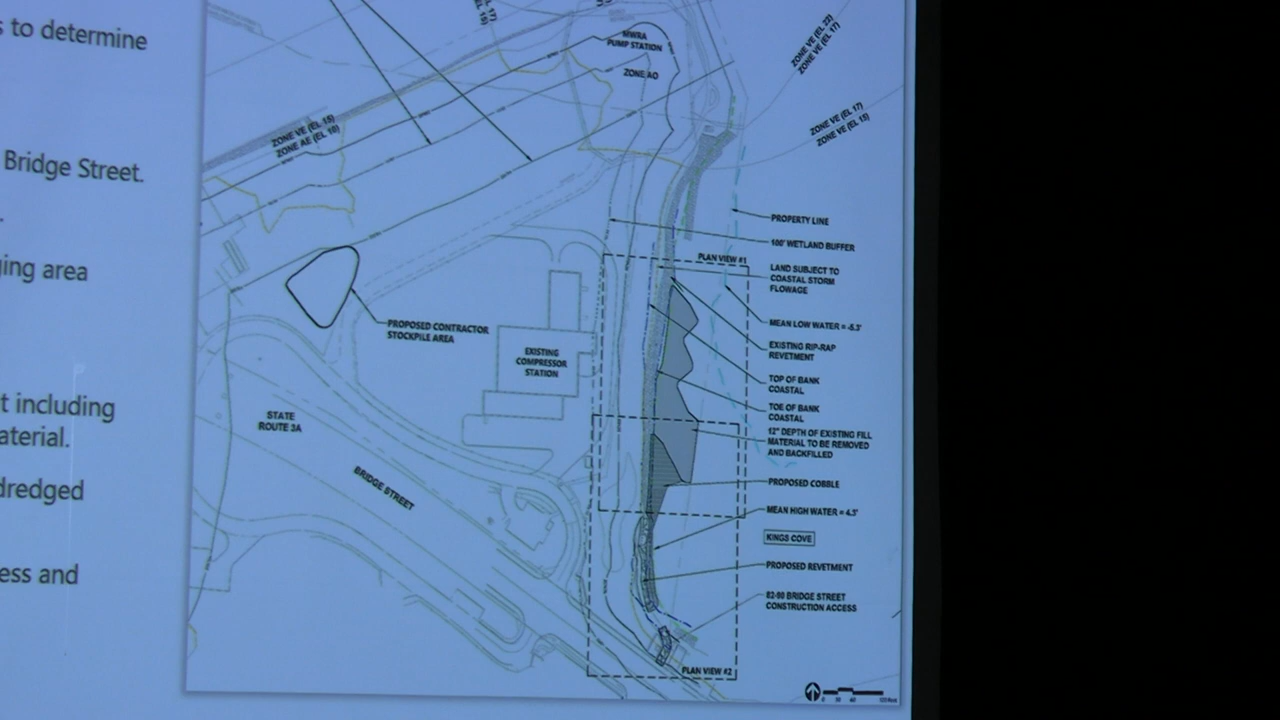 s to determine
Bridge Street.
ing area
t including
aterial.
dredged
ess and
MWRA
PUMP STATION
ZONE AO
ZONE VE (EL 22)
ZONE VE (EL 17)
ZONE VE (EL 17)
ZONE VE (EL 15)
ZONE VE (EL 15)
ZONE AE (EL 10)
PROPERTY LINE
100' WETLAND BUFFER
PLAN VIEW #1
LAND SUBJECT TO
COASTAL STORM
FLOWAGE
MEAN LOW WATER = -5.3'
EXISTING RIP-RAP
REVETMENT
TOP OF BANK
COASTAL
TOE OF BANK
COASTAL
12" DEPTH OF EXISTING FILL
MATERIAL TO BE REMOVED
AND BACKFILLED
PROPOSED COBBLE
MEAN HIGH WATER = 4.3'
KINGS COVE
PROPOSED REVETMENT
82-90 BRIDGE STREET
CONSTRUCTION ACCESS
PLAN VIEW #2
PROPOSED CONTRACTOR
STOCKPILE AREA
EXISTING
COMPRESSOR
STATION
STATE
ROUTE 3A
BRIDGE STREET